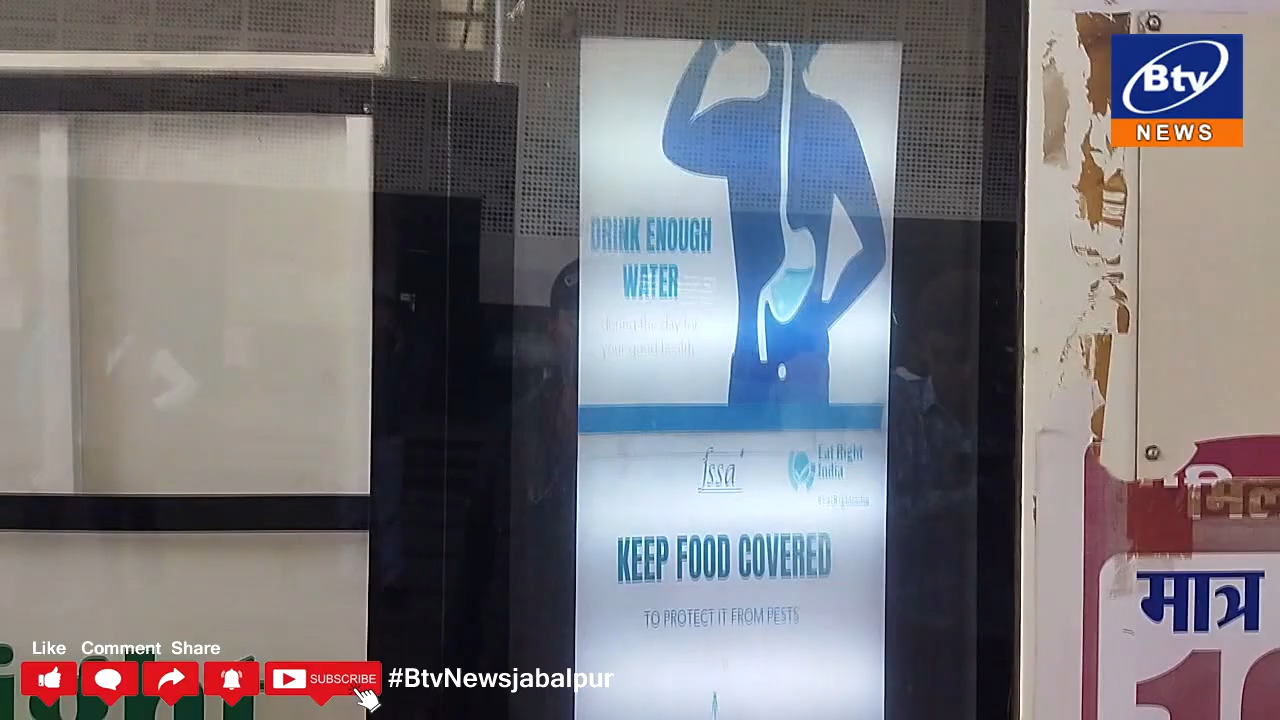 Btv
NEWS
DRINK ENOUGH
WATER
during the day for
your good health
fssai
Eat Right
India
KEEP FOOD COVERED
TO PROTECT IT FROM PESTS
मात्र
Like Comment Share
SUBSCRIBE
#BtvNewsjabalpur